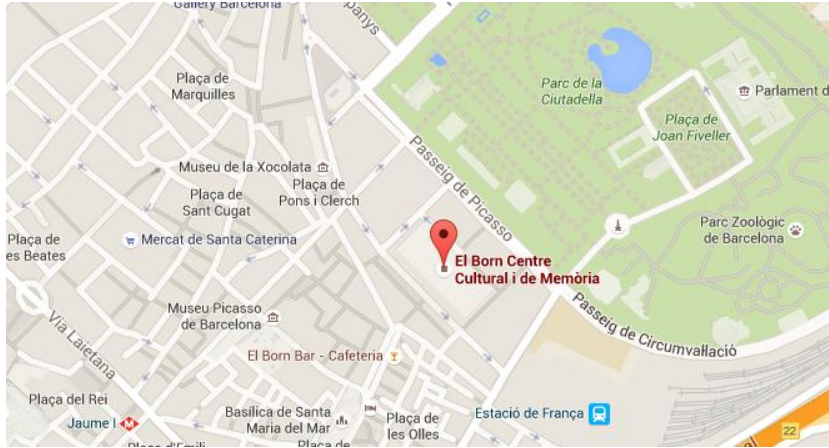 Gallery Barcelona
Plaça de
Marquilles
Parc de la
Ciutadella
Parlament d
Plaça de
Joan Fiveller
Passeig de Picasso
Museu de la Xocolata
Plaça de
Pons i Clerch
Plaça de
Sant Cugat
Parc Zoològic
de Barcelona
Plaça de
es Beates
Mercat de Santa Caterina
El Born Centre
Cultural i de Memòria
Museu Picasso
de Barcelona
Via Laietana
Passeig de Circumval·lació
El Born Bar - Cafeteria
Plaça del Rei
Jaume I
M
Basílica de Santa
Maria del Mar
Plaça de
les Olles
Estació de França
22
Plaça d'Emili
Plaça de